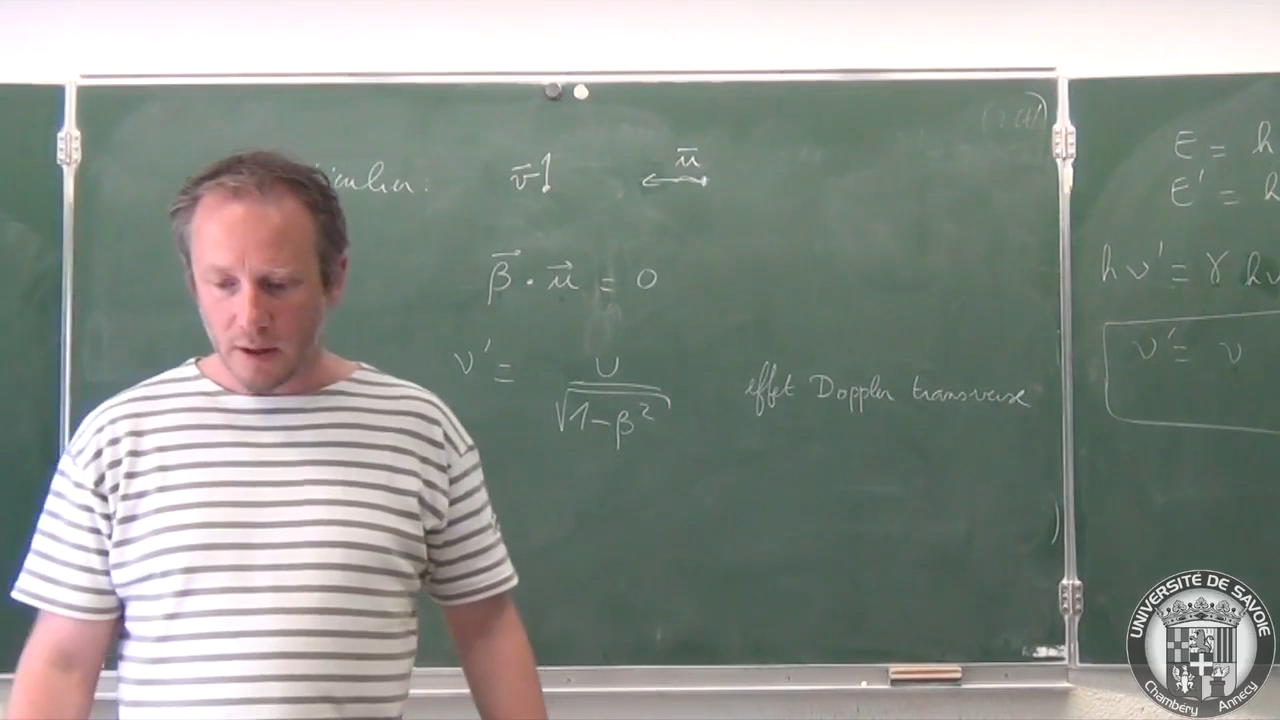 v⃗ u⃗
β⃗ · u⃗ = 0
ν' = ν / √(1-β²) effet Doppler transverse
E = h
E' = h
hν' = γ hν
ν' = ν
UNIVERSITÉ DE SAVOIE
Chambéry Annecy